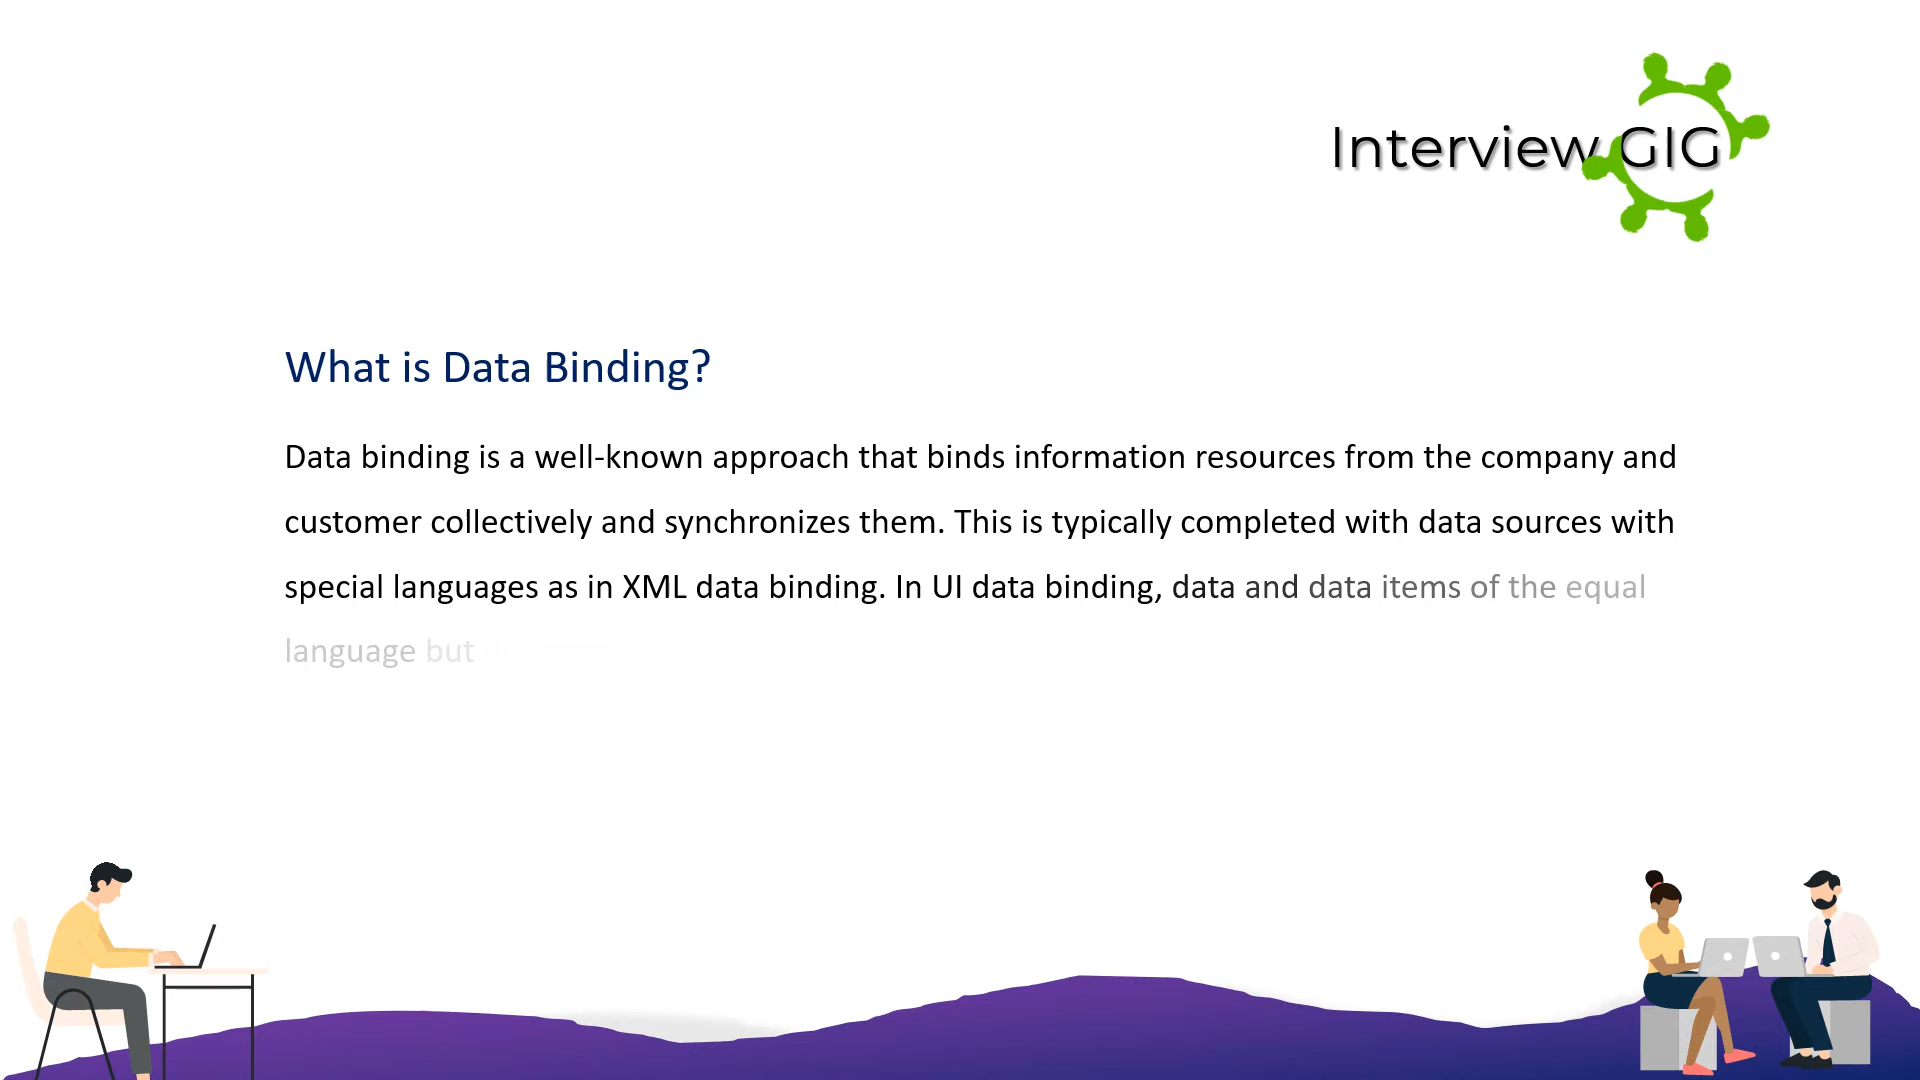 Interview GIG
What is Data Binding?
Data binding is a well-known approach that binds information resources from the company and
customer collectively and synchronizes them. This is typically completed with data sources with
special languages as in XML data binding. In UI data binding, data and data items of the equal
language but